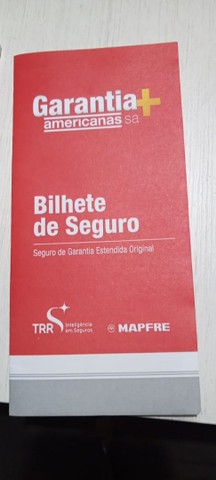 Garantia+
americanas sa
Bilhete
de Seguro
Seguro de Garantia Estendida Original
TRR Inteligência
em Seguros
MAPFRE